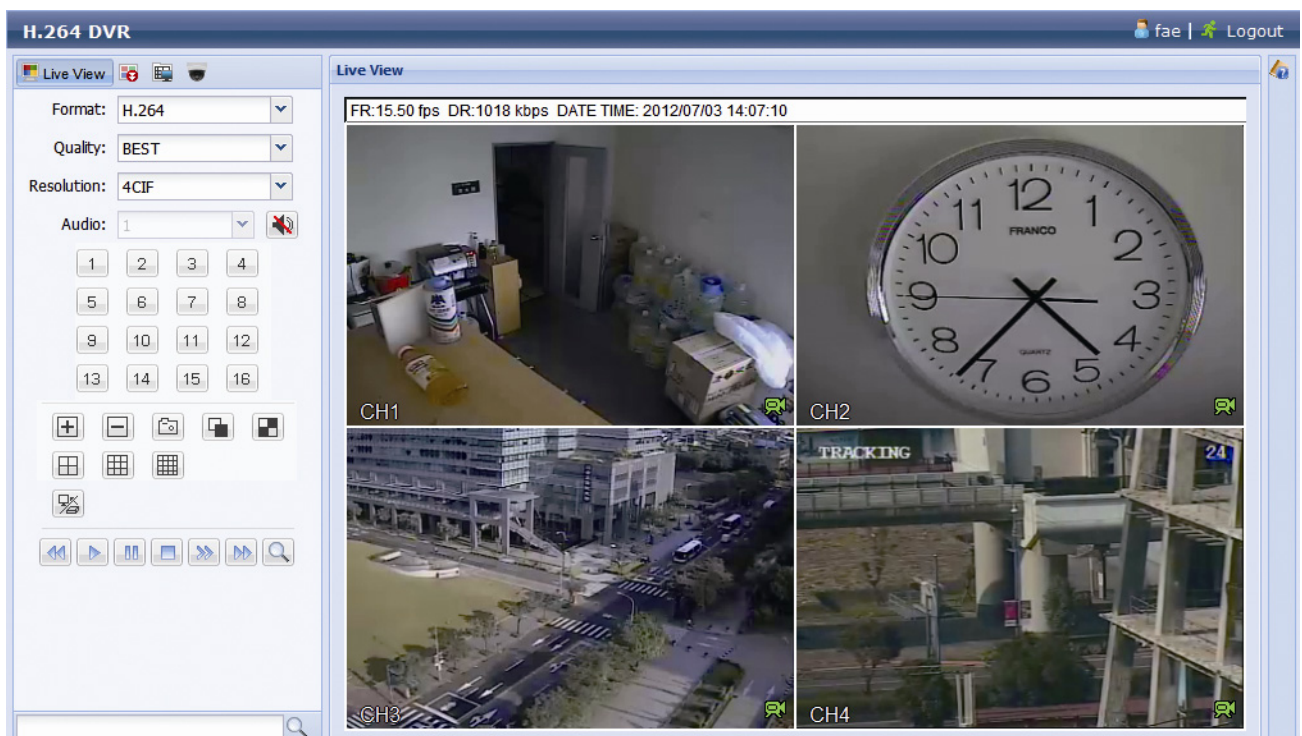 H.264 DVR
fae | Logout
Live View
Live View
Format: H.264
Quality: BEST
Resolution: 4CIF
Audio: 1
1 2 3 4
5 6 7 8
9 10 11 12
13 14 15 16
FR:15.50 fps DR:1018 kbps DATE TIME: 2012/07/03 14:07:10
CH1
12
11 1
FRANCO
10 2
9 3
8 4
QUARTZ
7 5
6
CH2
CH3
TRACKING 24
CH4